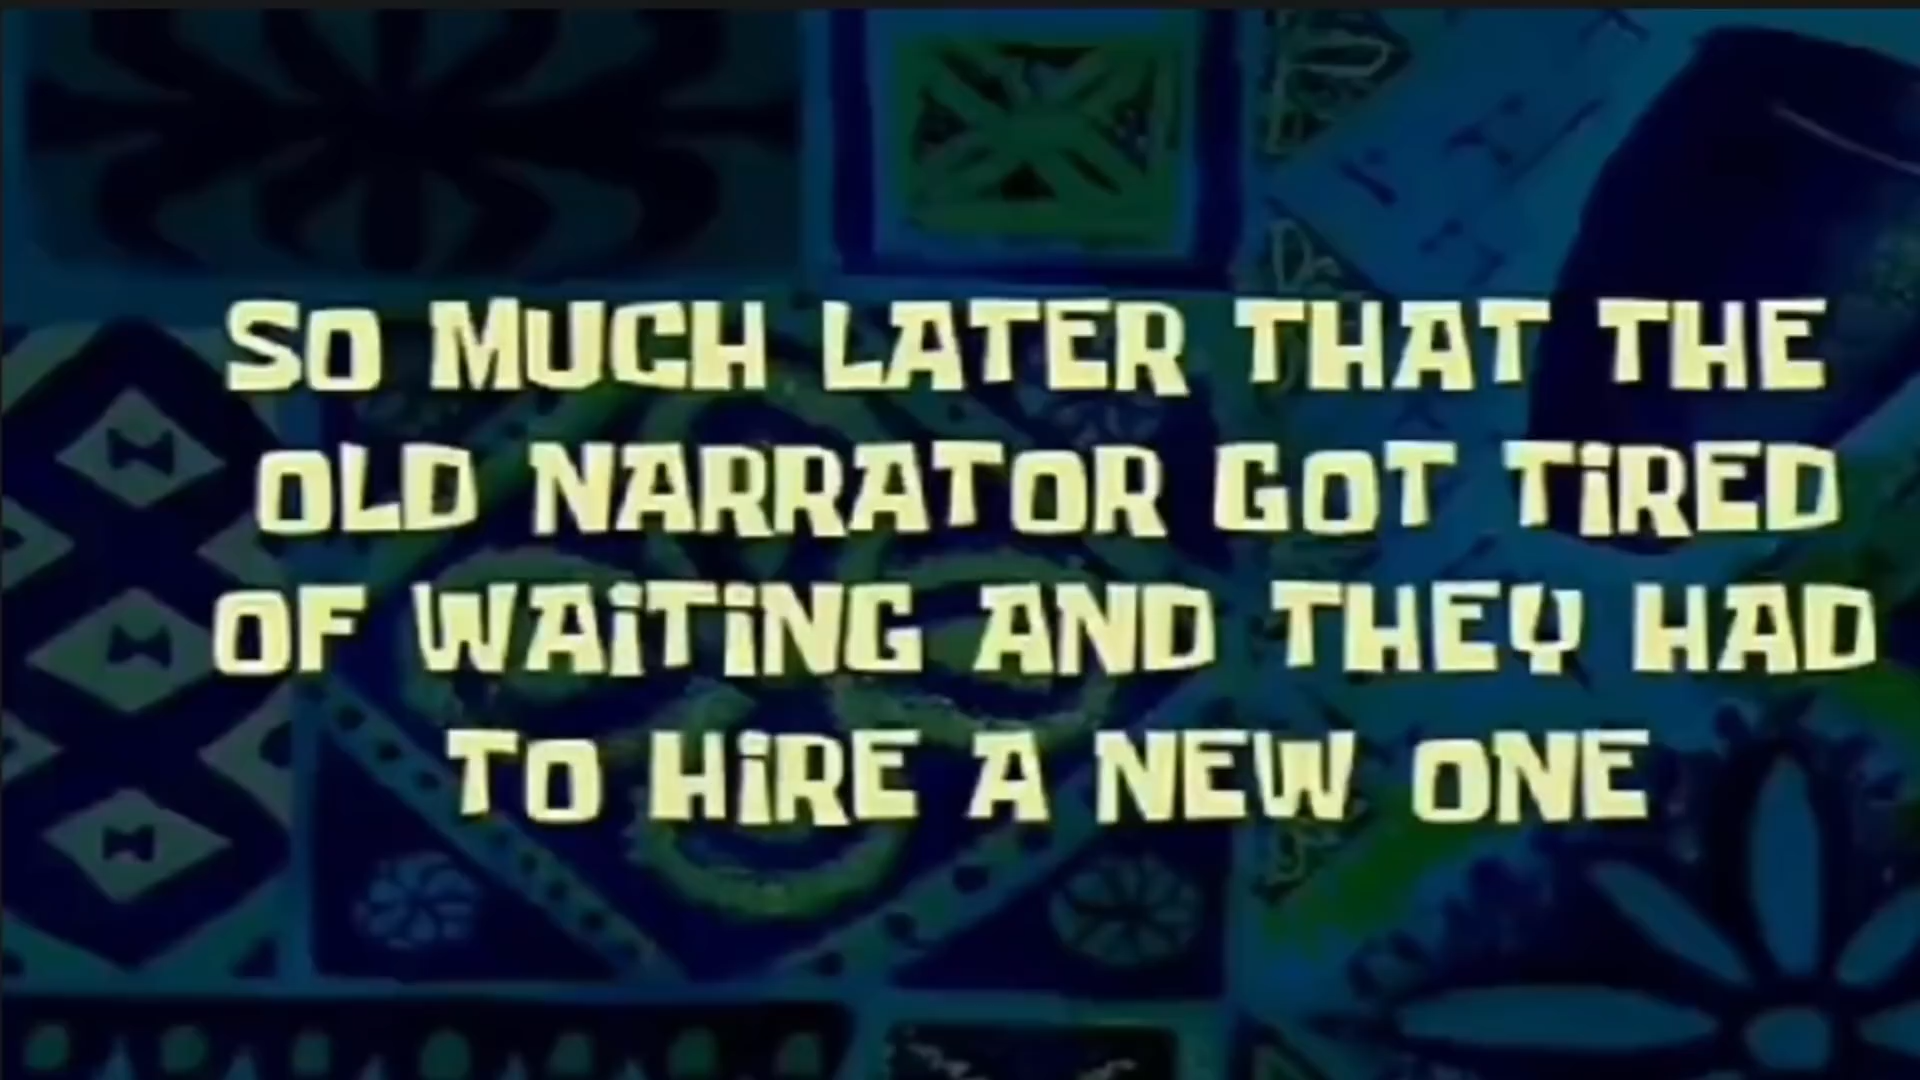 SO MUCH LATER THAT THE
OLD NARRATOR GOT TiRED
OF WAiTiNG AND THEY HAD
TO HiRE A NEW ONE